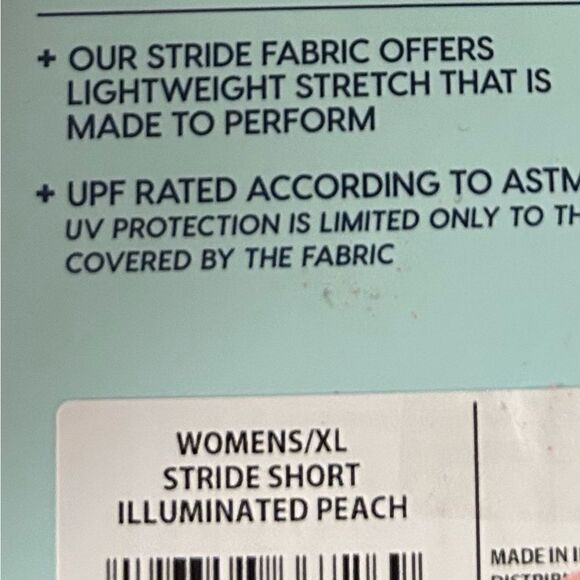 + OUR STRIDE FABRIC OFFERS
LIGHTWEIGHT STRETCH THAT IS
MADE TO PERFORM
+ UPF RATED ACCORDING TO ASTM
UV PROTECTION IS LIMITED ONLY TO
COVERED BY THE FABRIC
WOMENS/XL
STRIDE SHORT
ILLUMINATED PEACH
MADE IN